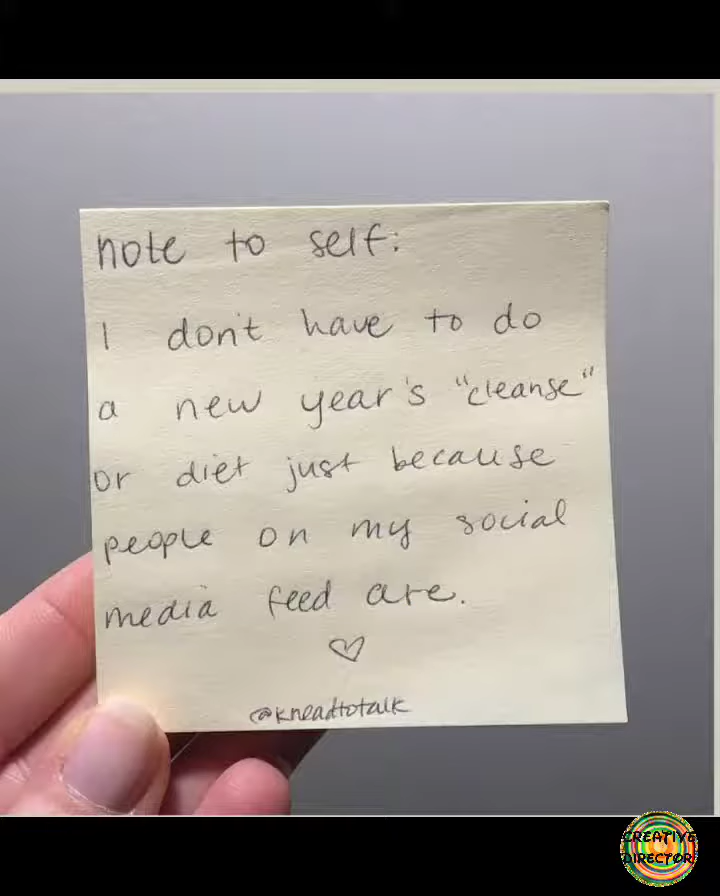 note to self:
I don't have to do
a new year's "cleanse"
or diet just because
people on my social
media feed are.
♡
@kneadtotalk
CREATIVE
DIRECTOR